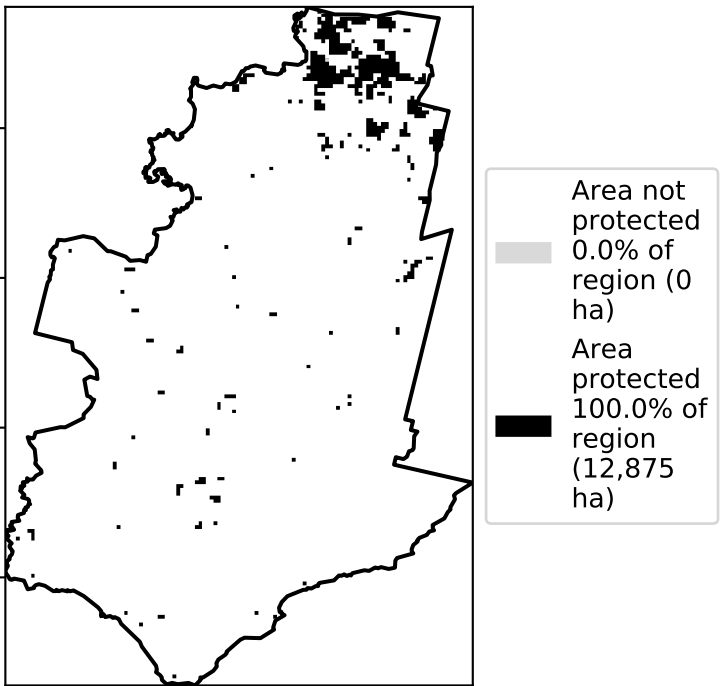 Area not
protected
0.0% of
region (0
ha)
Area
protected
100.0% of
region
(12,875
ha)